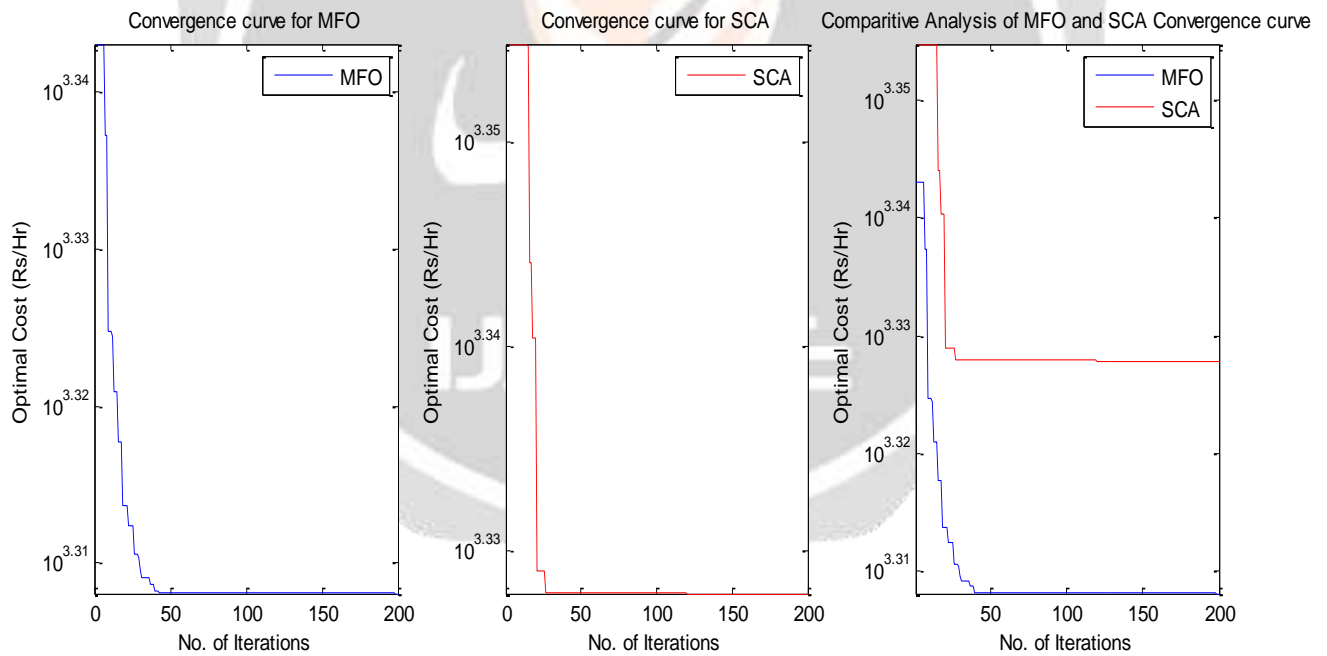 Convergence curve for MFO
MFO
10^3.34
10^3.33
10^3.32
10^3.31
Optimal Cost (Rs/Hr)
0 50 100 150 200
No. of Iterations
Convergence curve for SCA
SCA
10^3.35
10^3.34
10^3.33
Optimal Cost (Rs/Hr)
0 50 100 150 200
No. of Iterations
Comparitive Analysis of MFO and SCA Convergence curve
MFO
SCA
10^3.35
10^3.34
10^3.33
10^3.32
10^3.31
Optimal Cost (Rs/Hr)
50 100 150 200
No. of Iterations